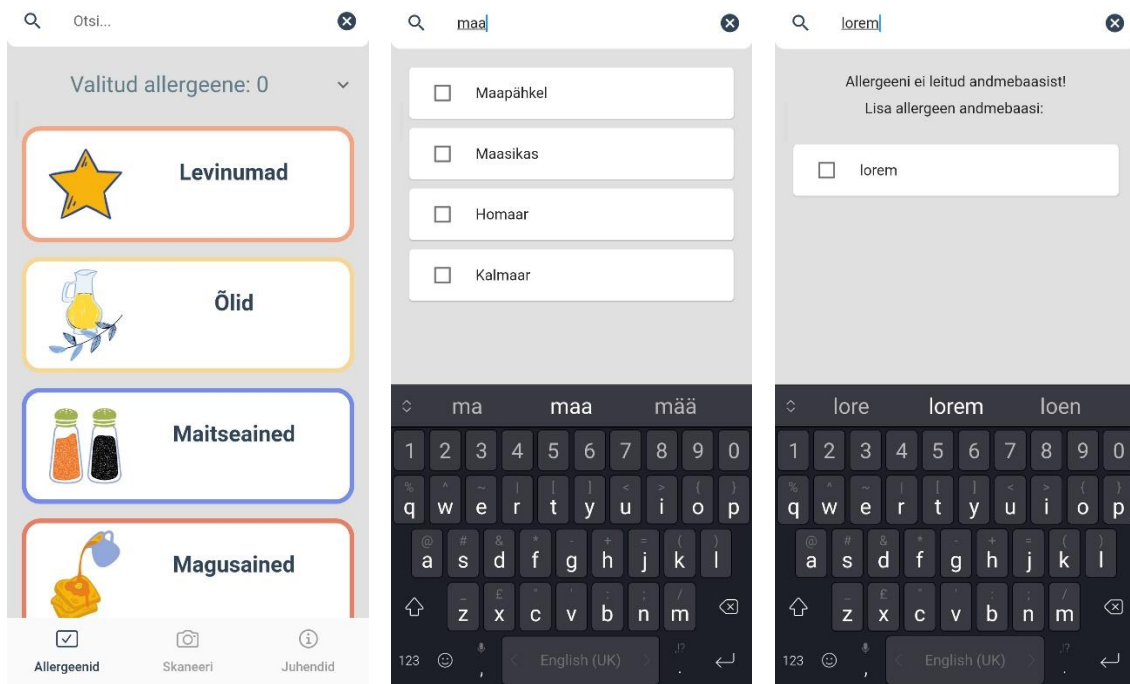 Otsi...
Valitud allergeene: 0
Levinumad
Õlid
Maitseained
Magusained
Allergeenid
Skaneeri
Juhendid
maa
Maapähkel
Maasikas
Homaar
Kalmaar
ma maa mää
1 2 3 4 5 6 7 8 9 0
% ^ ~ | [ ] < > { }
q w e r t y u i o p
@ # & * - + = ( )
a s d f g h j k l
_ £ " ' : ; /
z x c v b n m
123 , English (UK) . ,!?
lorem
Allergeeni ei leitud andmebaasist!
Lisa allergeen andmebaasi:
lorem
lore lorem loen
1 2 3 4 5 6 7 8 9 0
% ^ ~ | [ ] < > { }
q w e r t y u i o p
@ # & * - + = ( )
a s d f g h j k l
_ £ " ' : ; /
z x c v b n m
123 , English (UK) . ,!?